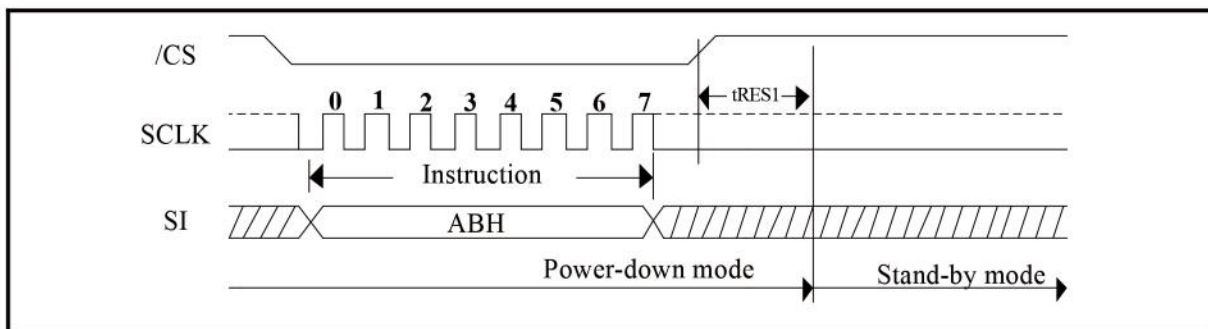 /CS
0 1 2 3 4 5 6 7
tRES1
SCLK
Instruction
SI
ABH
Power-down mode
Stand-by mode